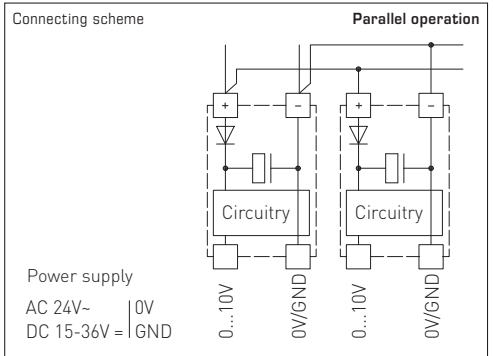 Connecting scheme
Parallel operation
+ − + −
Circuitry
Circuitry
Power supply
AC 24V~ | 0V
DC 15-36V = | GND
0...10V
0V/GND
0...10V
0V/GND